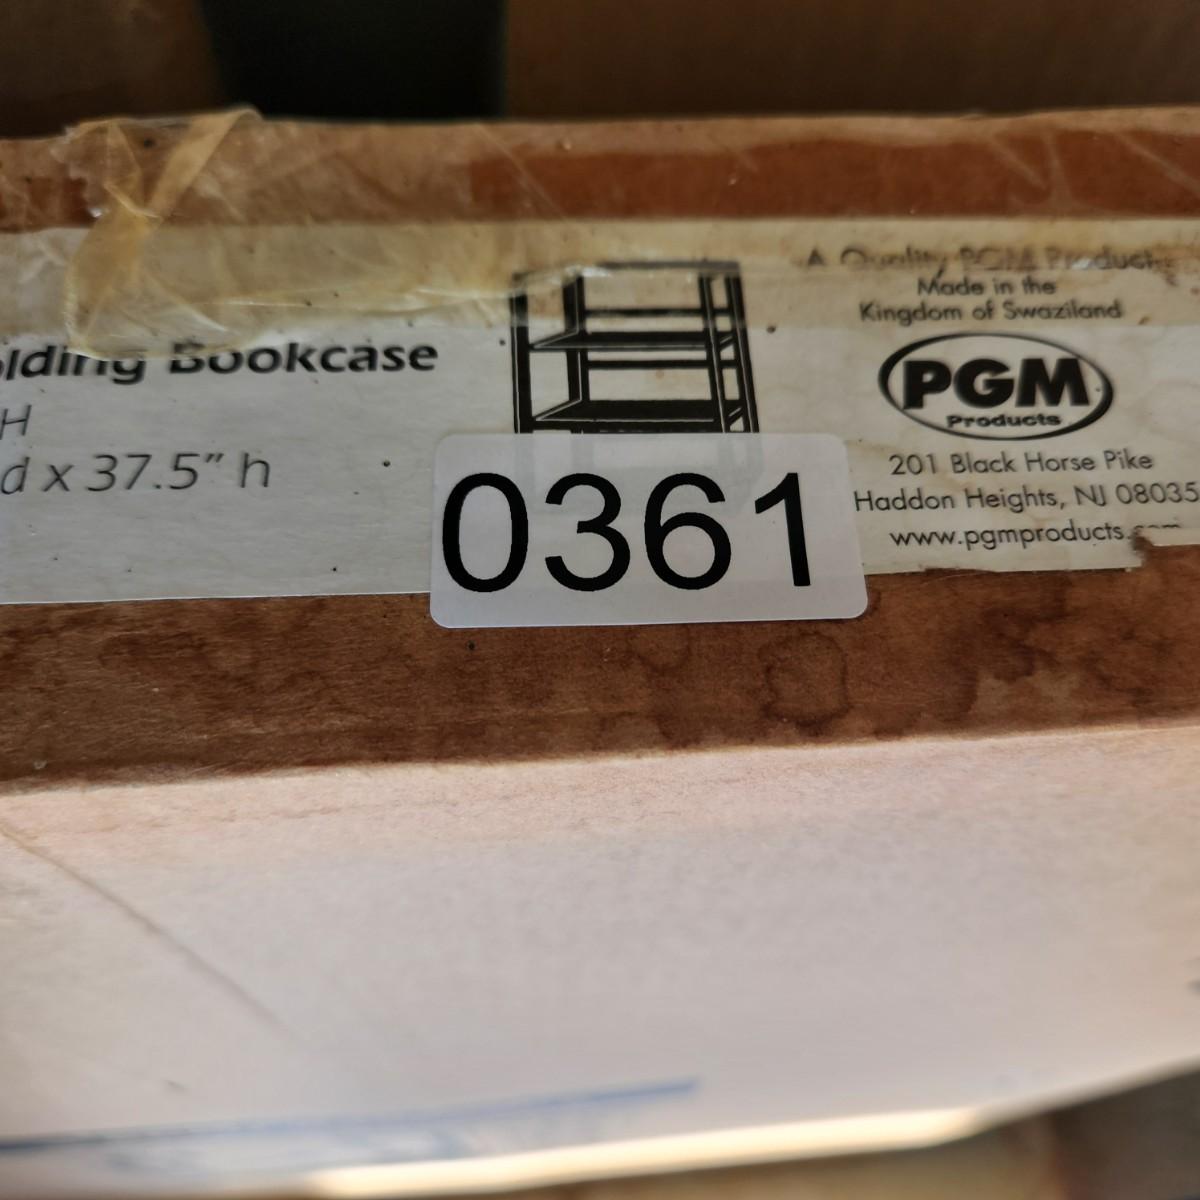 olding Bookcase
H
d x 37.5" h
A Quality PGM Products
Made in the
Kingdom of Swaziland
PGM
Products
201 Black Horse Pike
Haddon Heights, NJ 08035
www.pgmproducts.com
0361